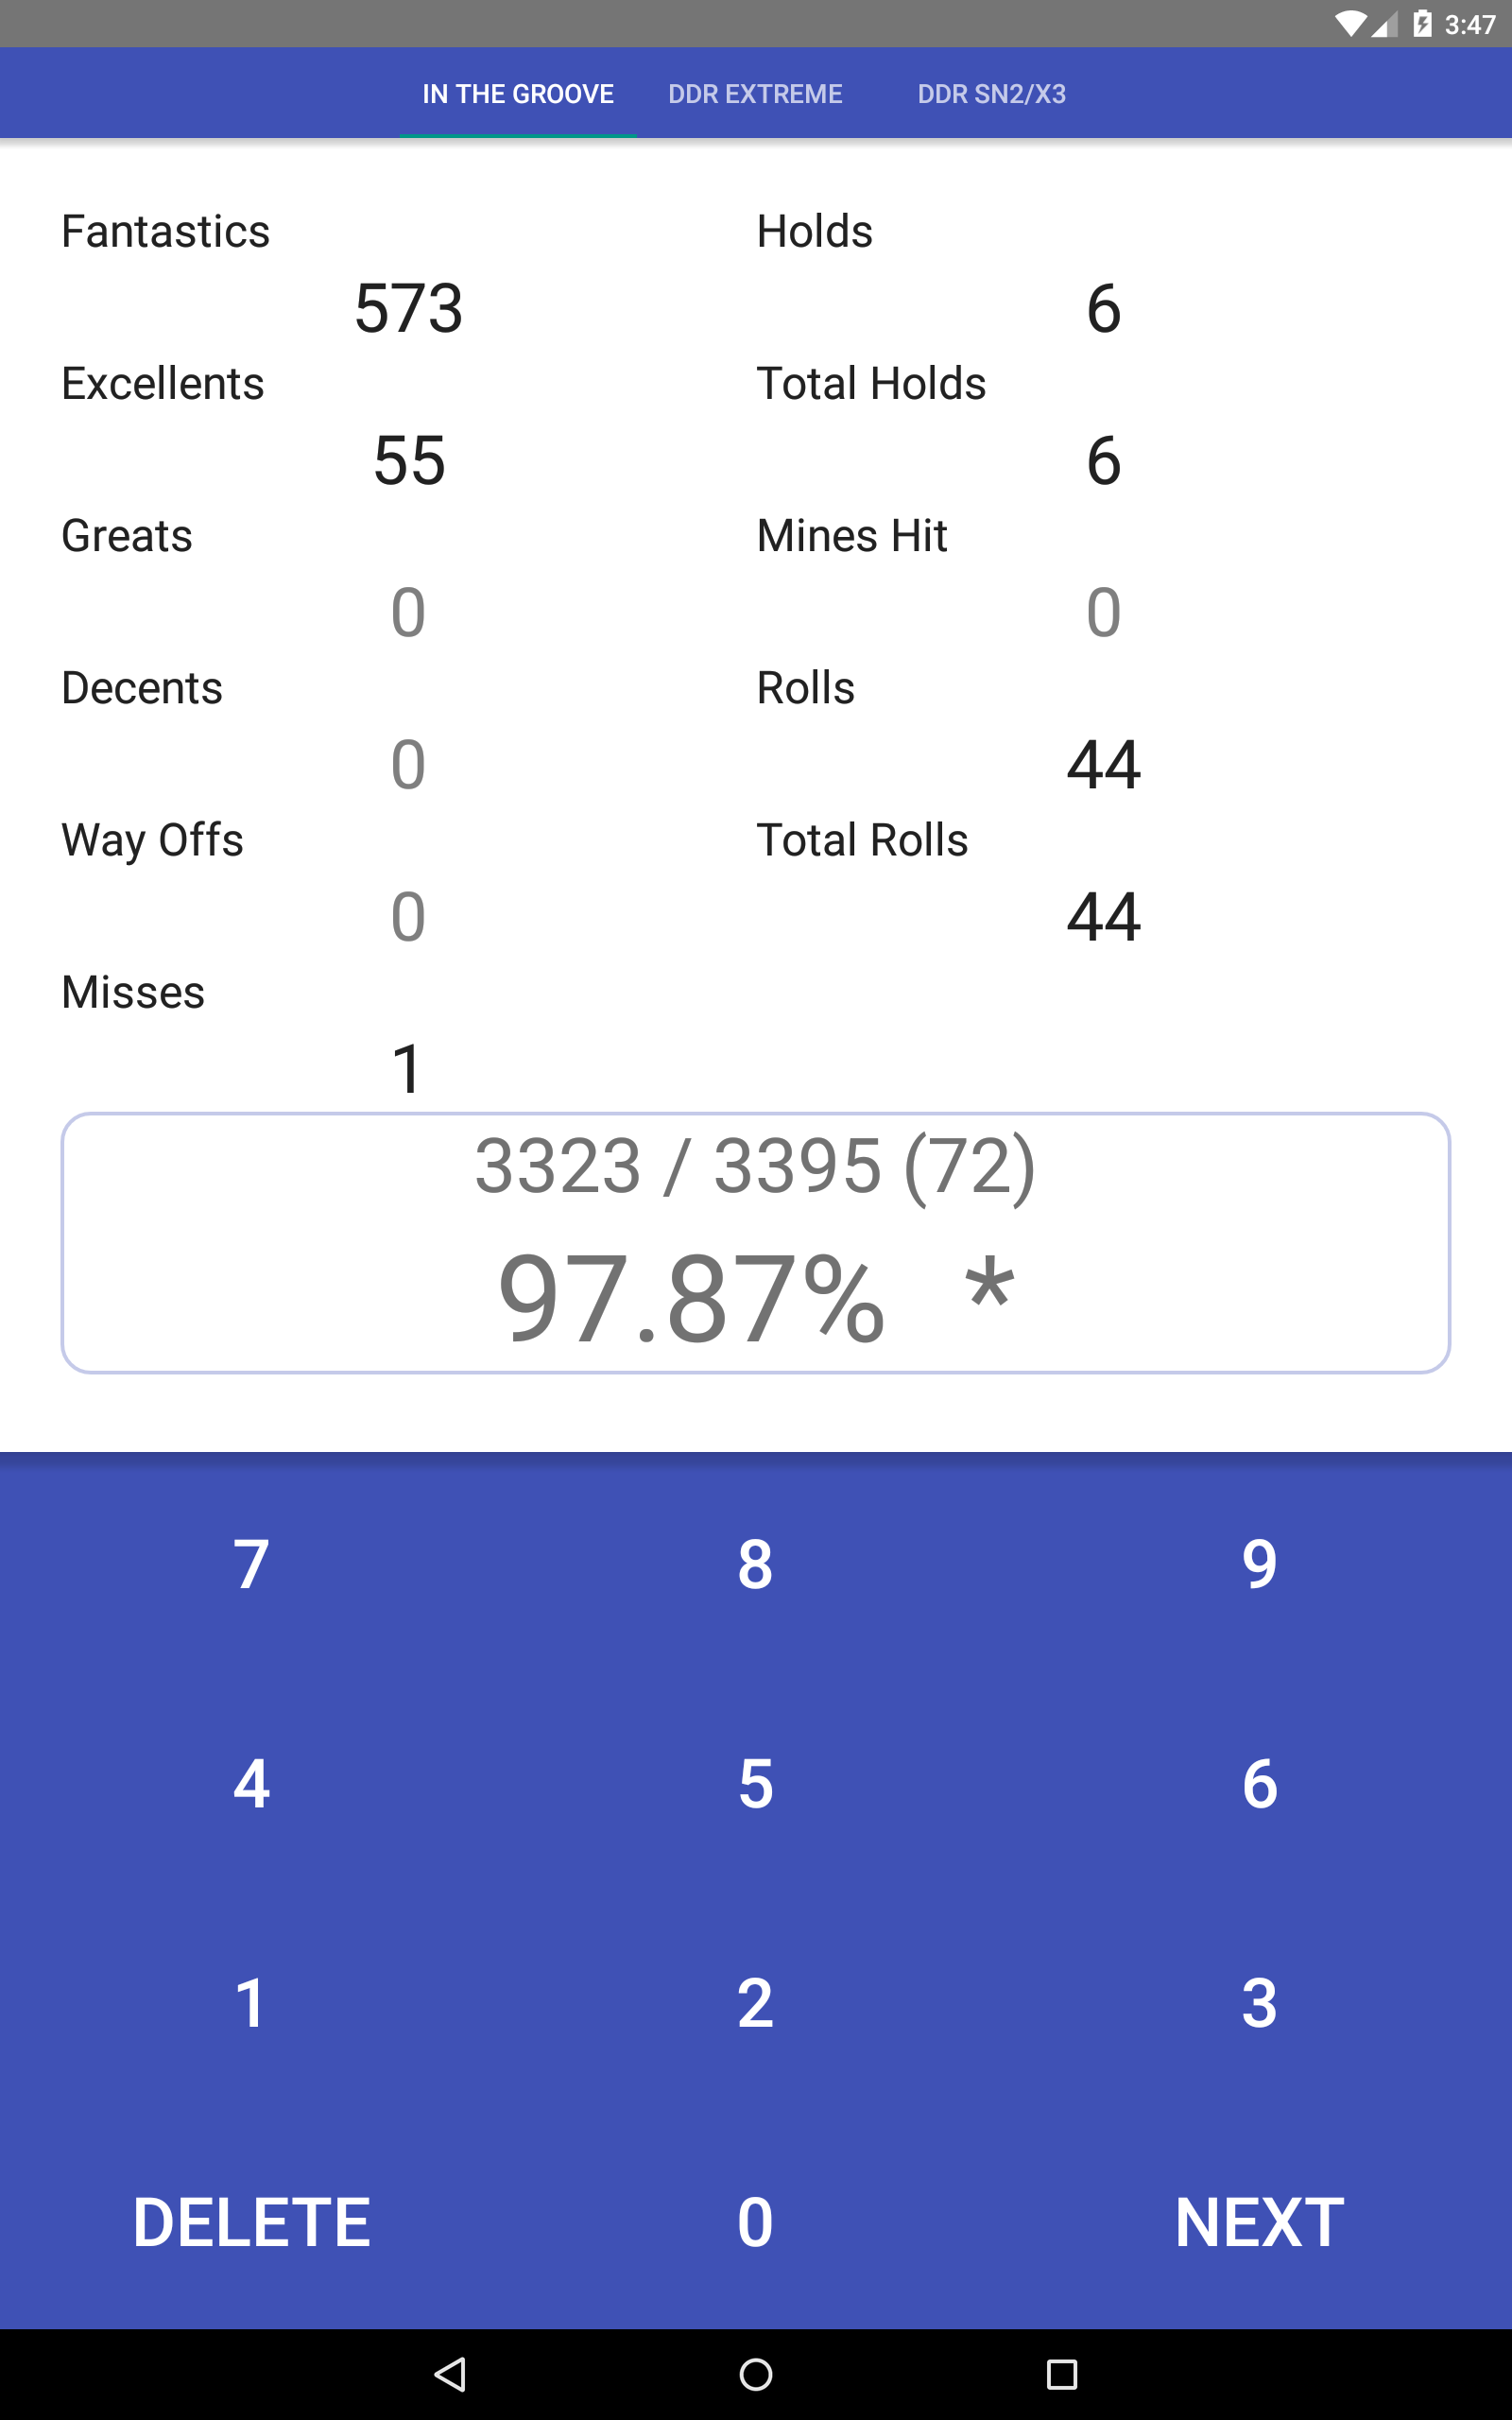 3:47
IN THE GROOVE DDR EXTREME DDR SN2/X3
Fantastics Holds
573 6
Excellents Total Holds
55 6
Greats Mines Hit
0 0
Decents Rolls
0 44
Way Offs Total Rolls
0 44
Misses
1
3323 / 3395 (72)
97.87% *
7 8 9
4 5 6
1 2 3
DELETE 0 NEXT